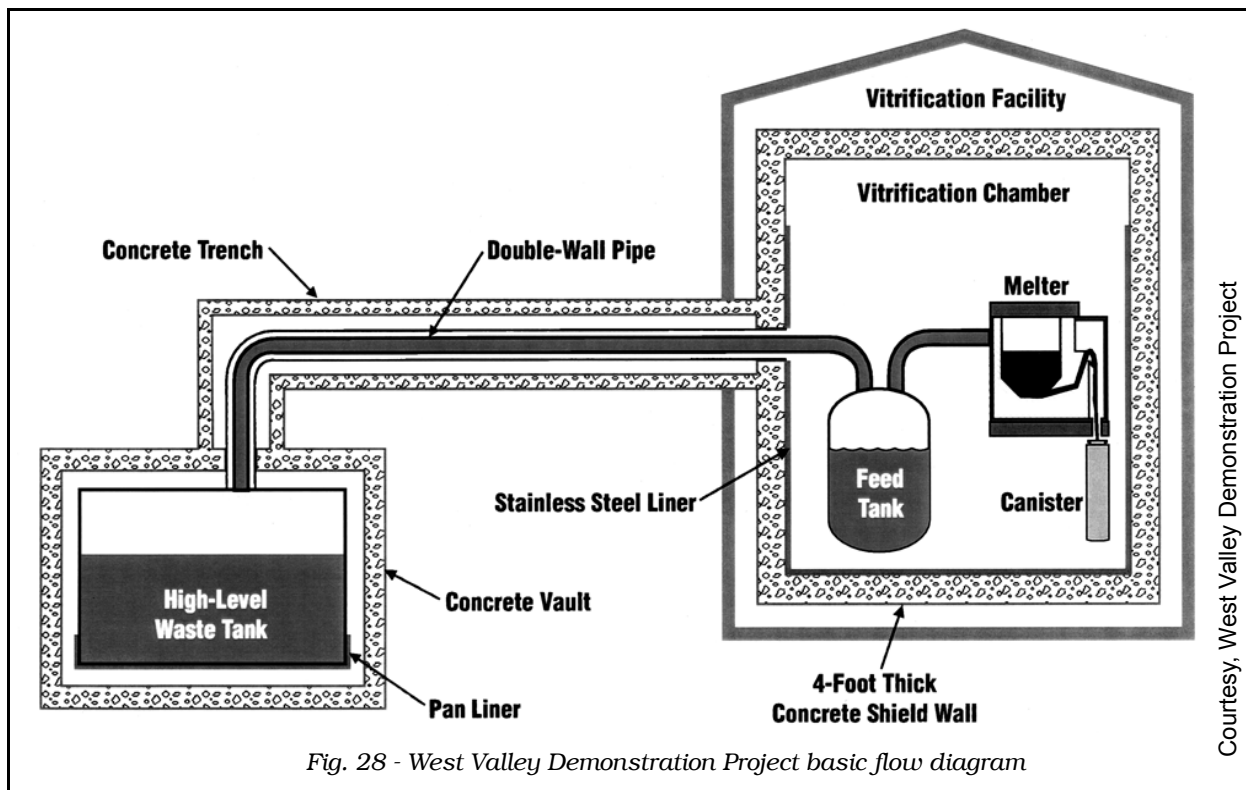 Vitrification Facility
Vitrification Chamber
Concrete Trench
Double-Wall Pipe
Melter
Stainless Steel Liner
Feed
Tank
Canister
High-Level
Waste Tank
Concrete Vault
Pan Liner
4-Foot Thick
Concrete Shield Wall
Courtesy, West Valley Demonstration Project
Fig. 28 - West Valley Demonstration Project basic flow diagram